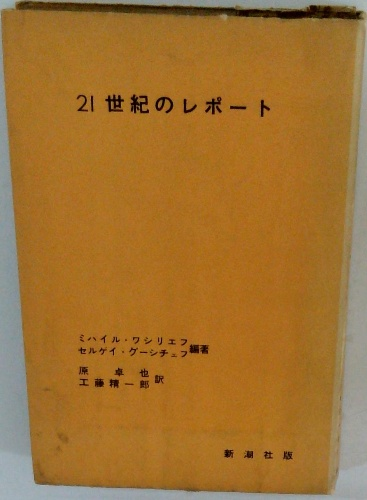 21世紀のレポート
ミハイル・ワシリエフ
セルゲイ・グーシチェフ 編著
原 卓也
工藤精一郎 訳
新潮社版